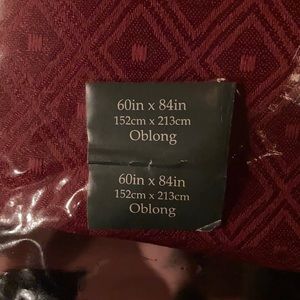 60in x 84in
152cm x 213cm
Oblong
60in x 84in
152cm x 213cm
Oblong